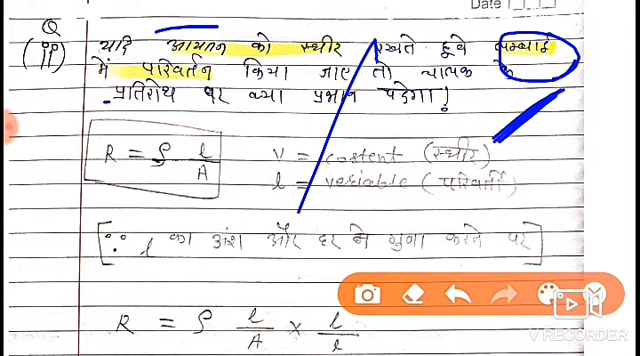 Date
Q
(ii) यदि आयतन को स्थीर रखते हुवे लम्बाई
में परिवर्तन किया जाए तो चालक के
प्रतिरोध पर क्या प्रभाव पडेगा!
R = ρ l/A
V = costent (स्थीर)
l = variable (परिवर्ती)
[∵ l का अंश और हर में गुणा करने पर]
R = ρ l/A × l/l
V RECORDER